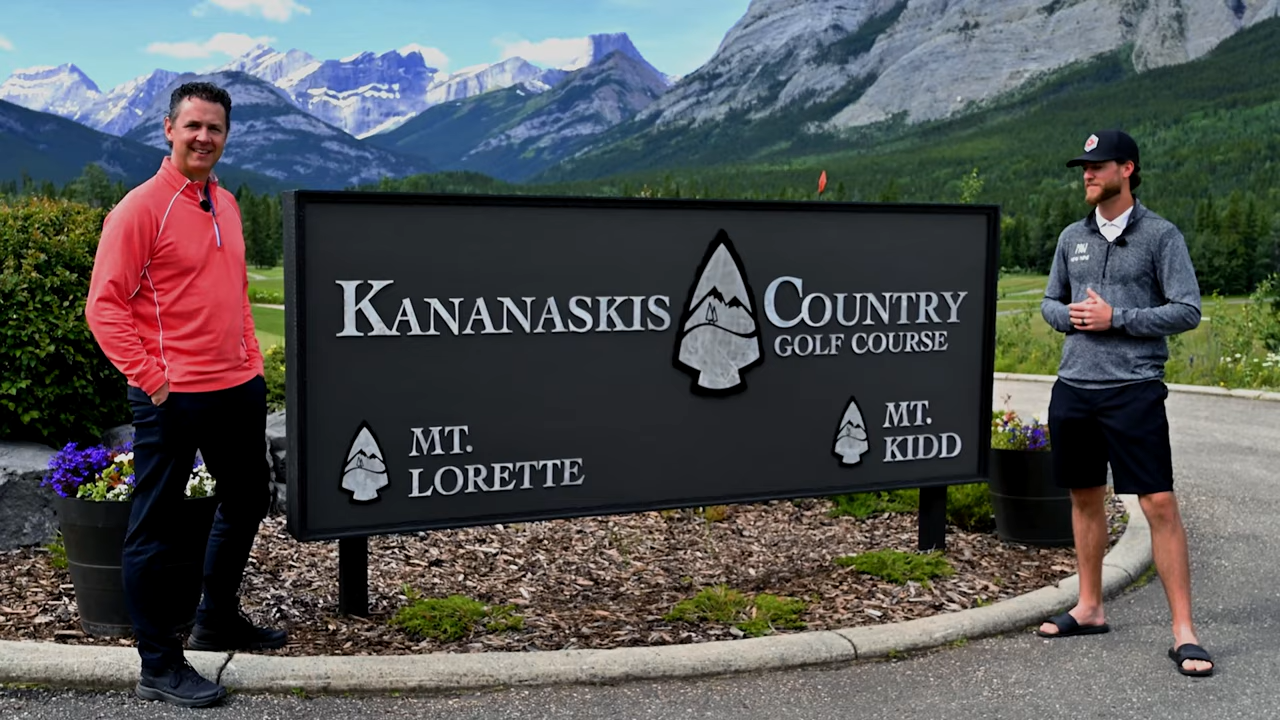 KANANASKIS COUNTRY
GOLF COURSE
MT.
LORETTE
MT.
KIDD